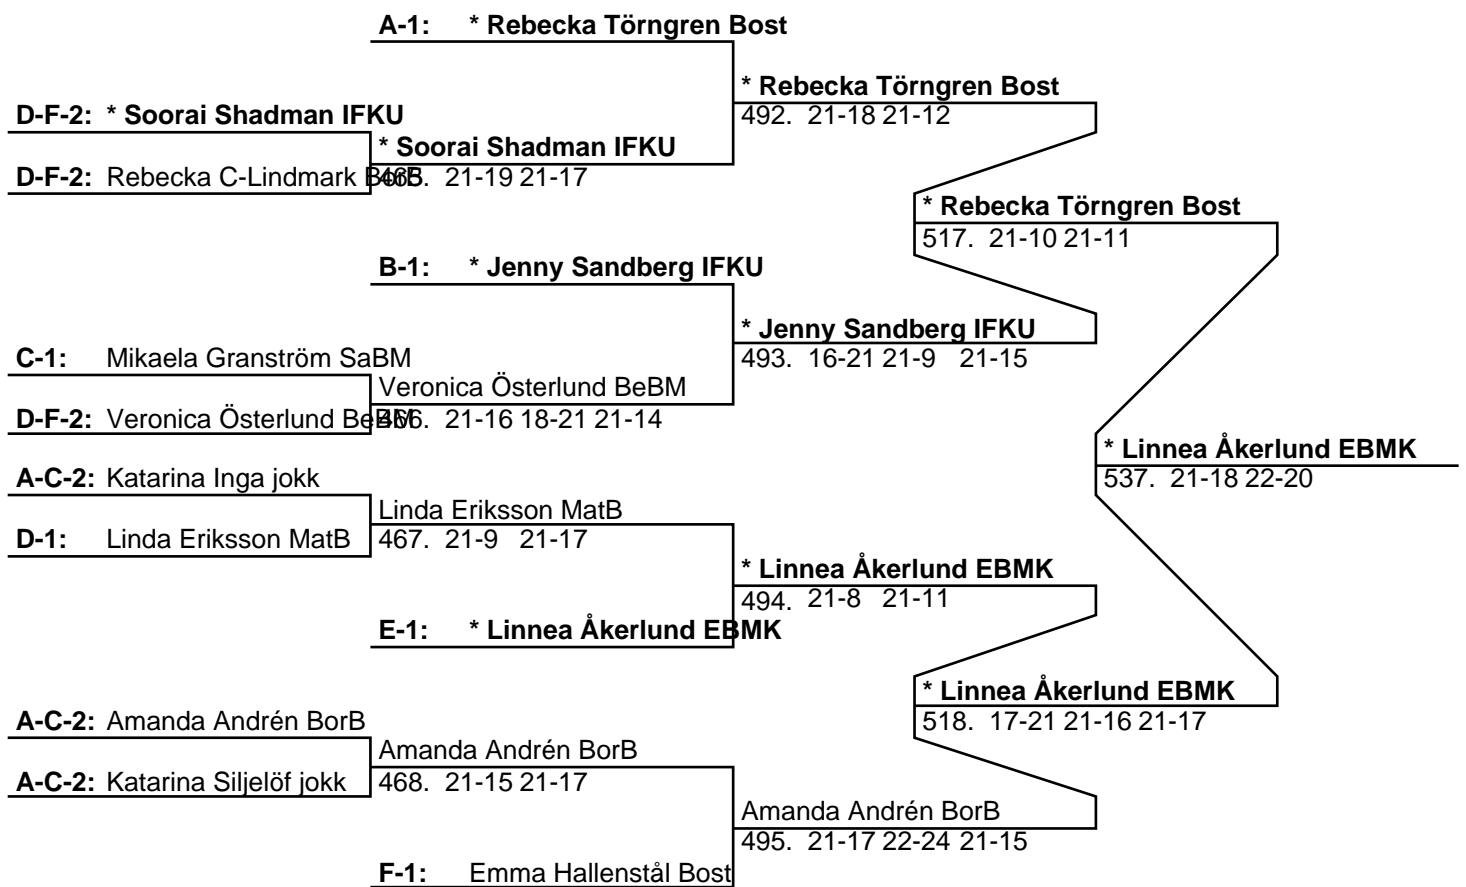 A-1: * Rebecka Törngren Bost
* Rebecka Törngren Bost
D-F-2: * Soorai Shadman IFKU
492. 21-18 21-12
* Soorai Shadman IFKU
D-F-2: Rebecka C-Lindmark BorB
465. 21-19 21-17
* Rebecka Törngren Bost
517. 21-10 21-11
B-1: * Jenny Sandberg IFKU
* Jenny Sandberg IFKU
C-1: Mikaela Granström SaBM
493. 16-21 21-9 21-15
Veronica Österlund BeBM
D-F-2: Veronica Österlund BeBM
466. 21-16 18-21 21-14
* Linnea Åkerlund EBMK
A-C-2: Katarina Inga jokk
537. 21-18 22-20
Linda Eriksson MatB
D-1: Linda Eriksson MatB
467. 21-9 21-17
* Linnea Åkerlund EBMK
494. 21-8 21-11
E-1: * Linnea Åkerlund EBMK
* Linnea Åkerlund EBMK
A-C-2: Amanda Andrén BorB
518. 17-21 21-16 21-17
Amanda Andrén BorB
A-C-2: Katarina Siljelöf jokk
468. 21-15 21-17
Amanda Andrén BorB
495. 21-17 22-24 21-15
F-1: Emma Hallenstål Bost